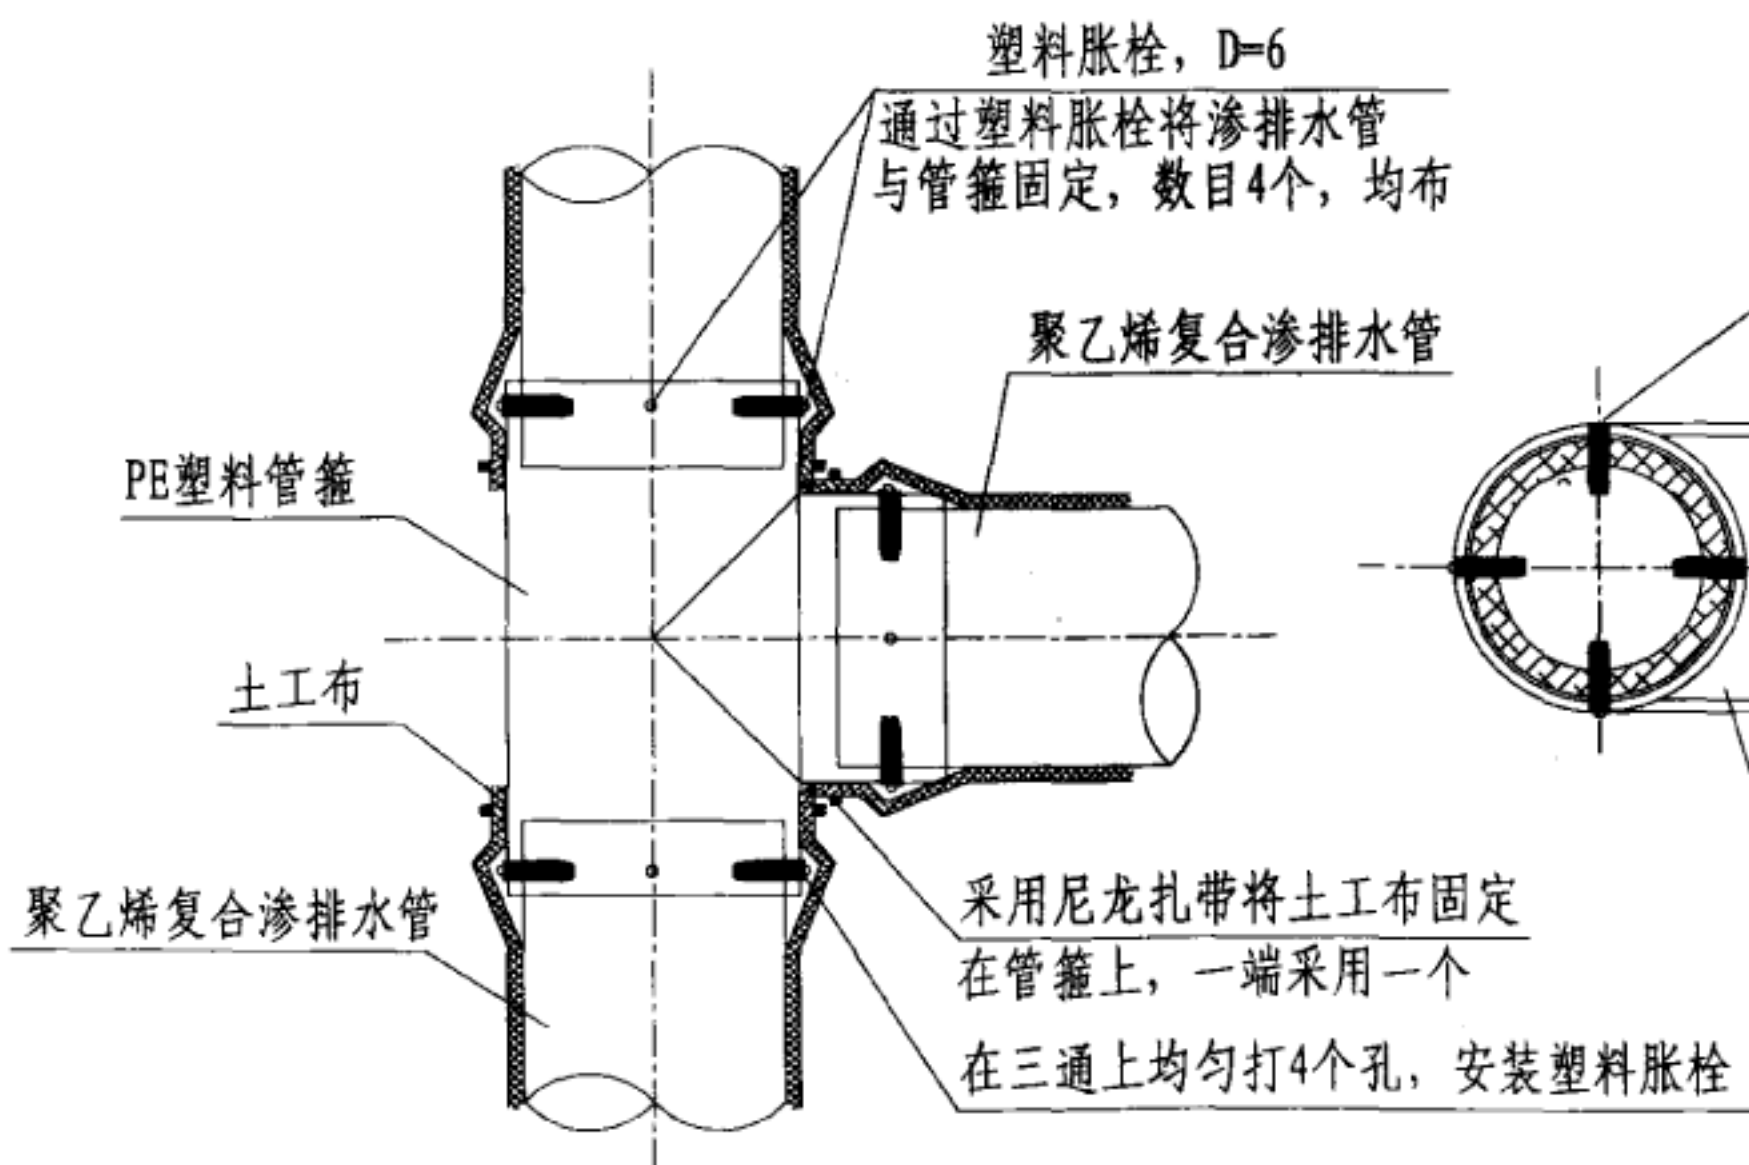 塑料胀栓，D=6
通过塑料胀栓将渗排水管
与管箍固定，数目4个，均布
聚乙烯复合渗排水管
PE塑料管箍
土工布
聚乙烯复合渗排水管
采用尼龙扎带将土工布固定
在管箍上，一端采用一个
在三通上均匀打4个孔，安装塑料胀栓